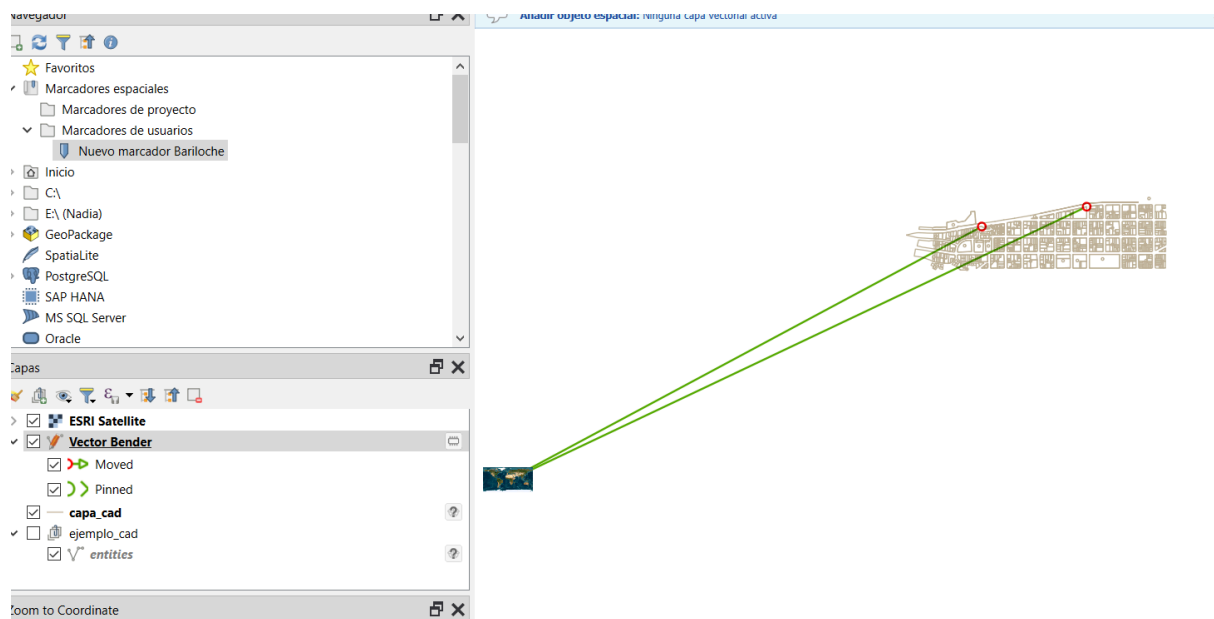 Navegador
Añadir objeto espacial: Ninguna capa vectorial activa
Favoritos
Marcadores espaciales
Marcadores de proyecto
Marcadores de usuarios
Nuevo marcador Bariloche
Inicio
C:\
E:\ (Nadia)
GeoPackage
SpatiaLite
PostgreSQL
SAP HANA
MS SQL Server
Oracle
Capas
ESRI Satellite
Vector Bender
Moved
Pinned
capa_cad
?
ejemplo_cad
entities
?
Zoom to Coordinate